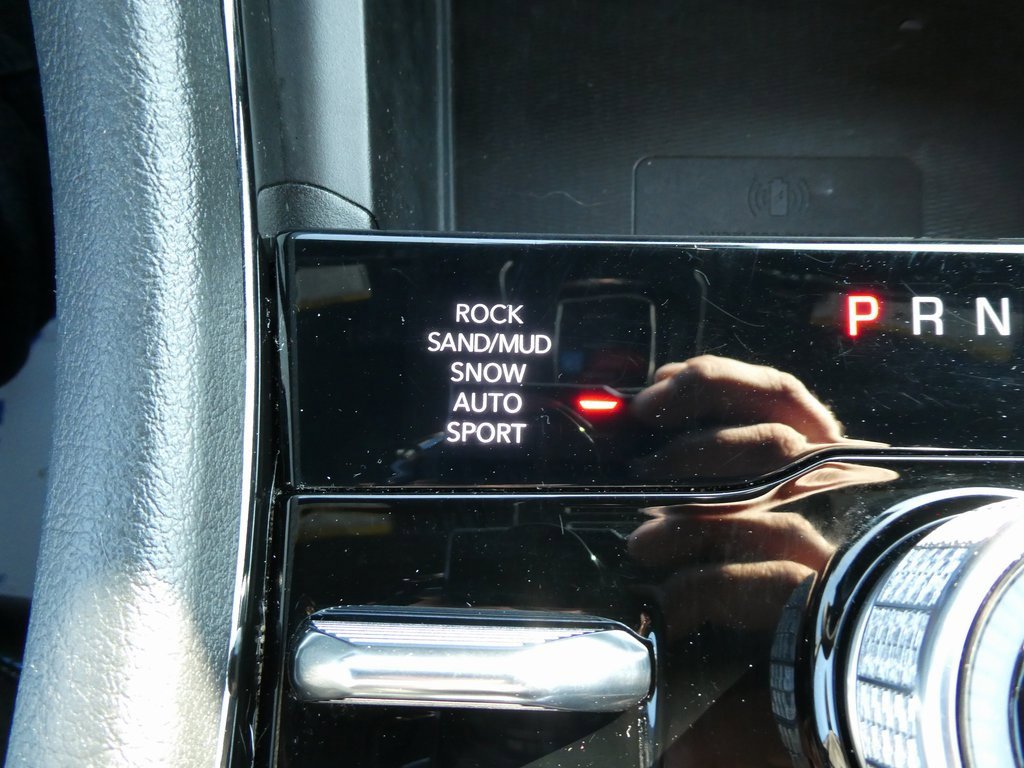 ROCK
SAND/MUD
SNOW
AUTO
SPORT
P R N